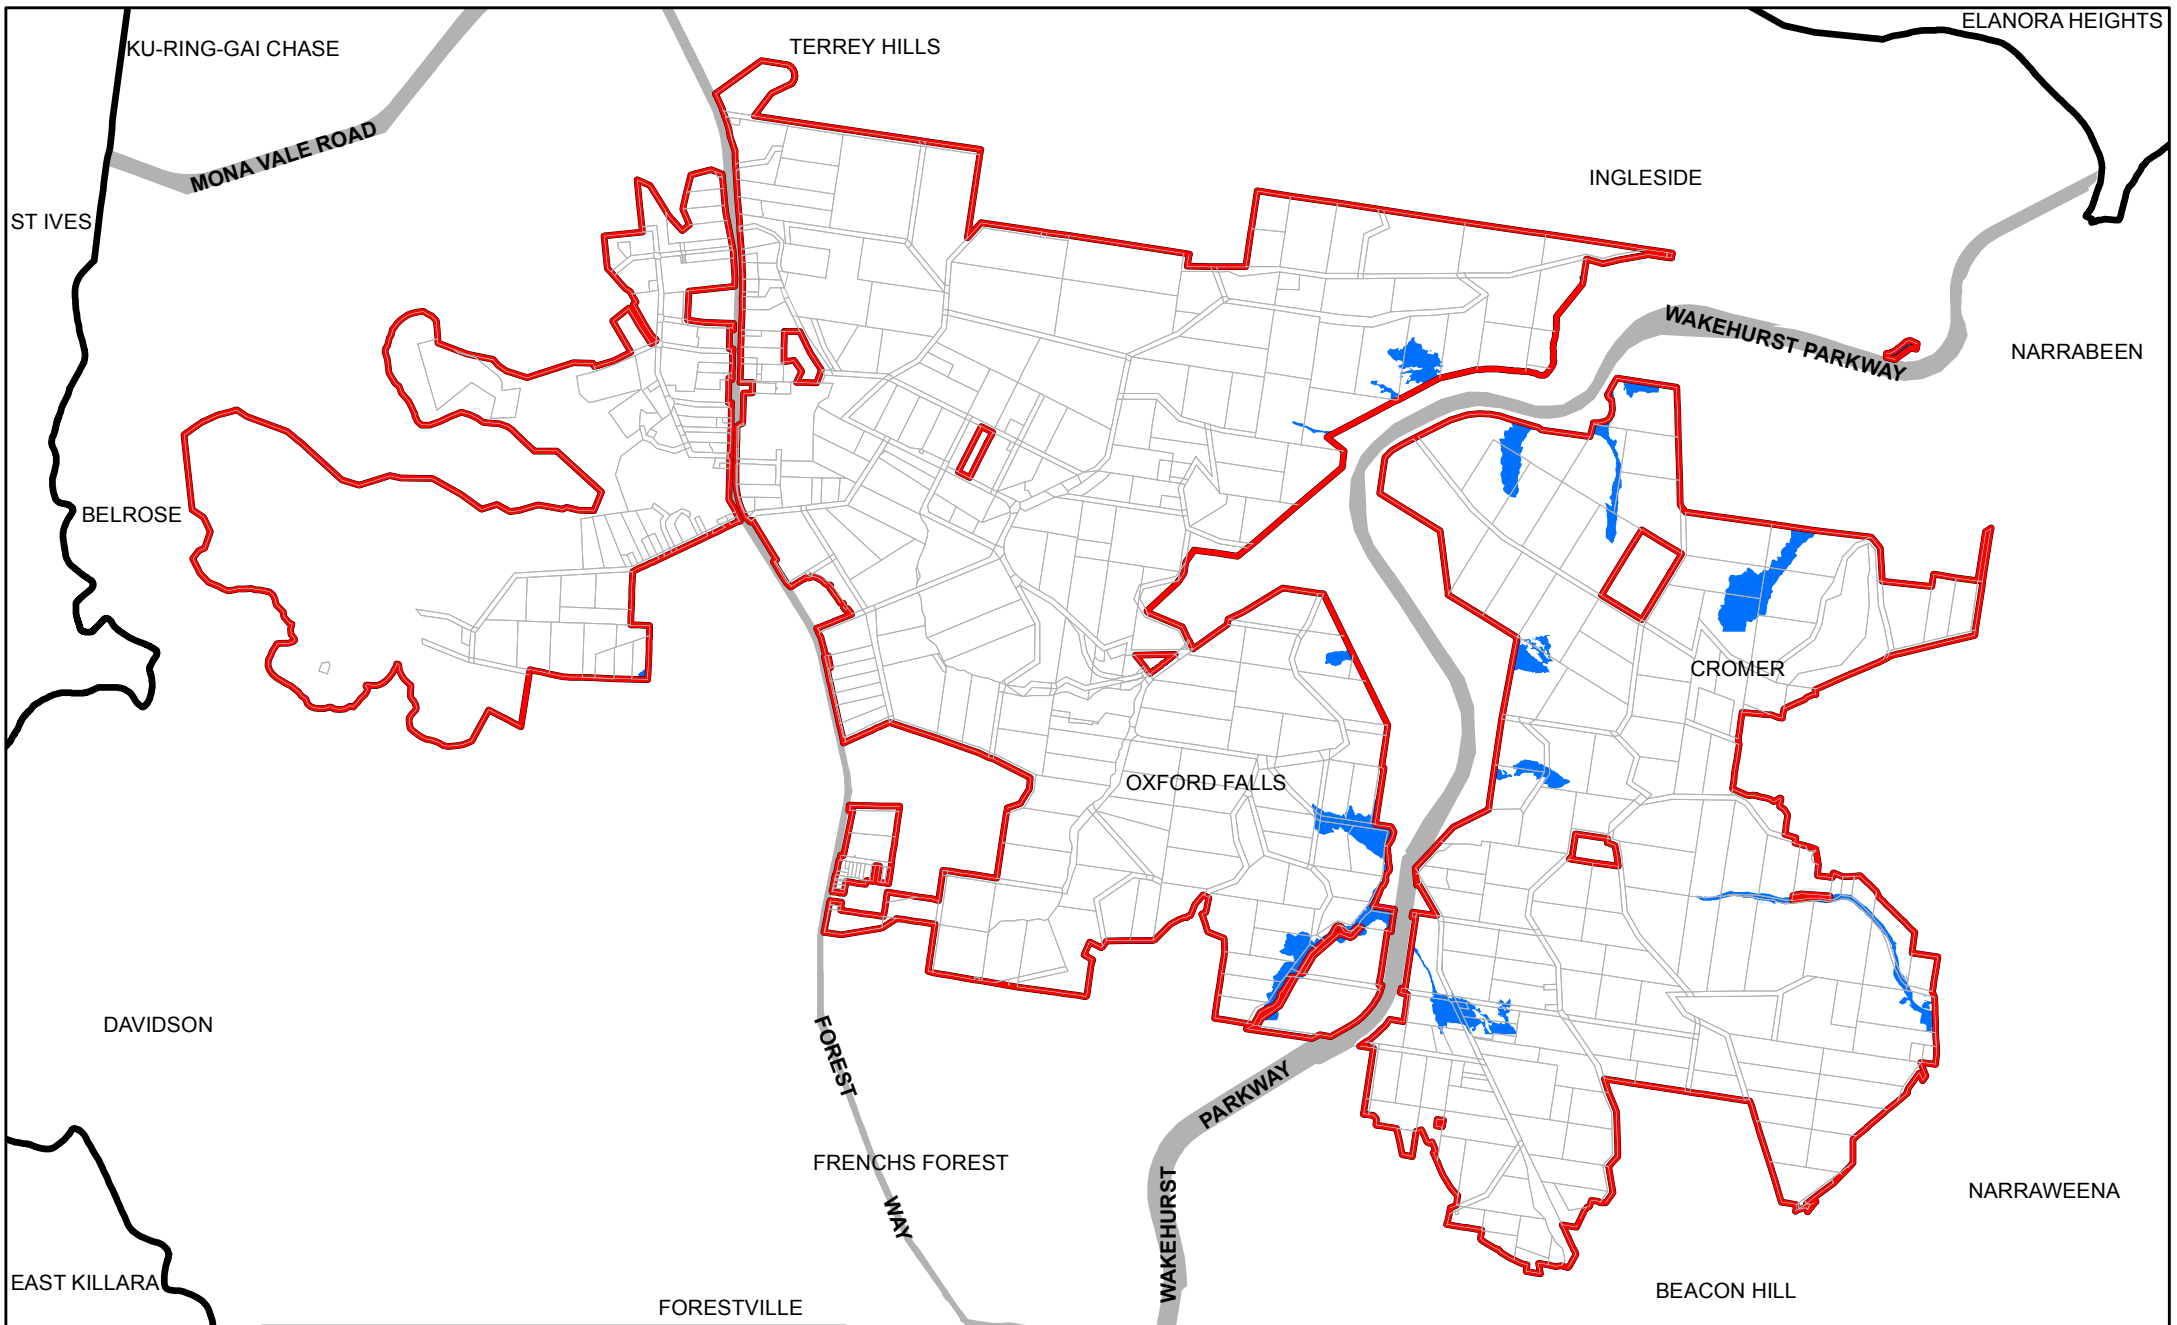 ELANORA HEIGHTS
KU-RING-GAI CHASE
TERREY HILLS
MONA VALE ROAD
INGLESIDE
ST IVES
WAKEHURST PARKWAY
NARRABEEN
BELROSE
CROMER
OXFORD FALLS
DAVIDSON
FOREST
WAY
PARKWAY
WAKEHURST
FRENCHS FOREST
NARRAWEENA
EAST KILLARA
BEACON HILL
FORESTVILLE